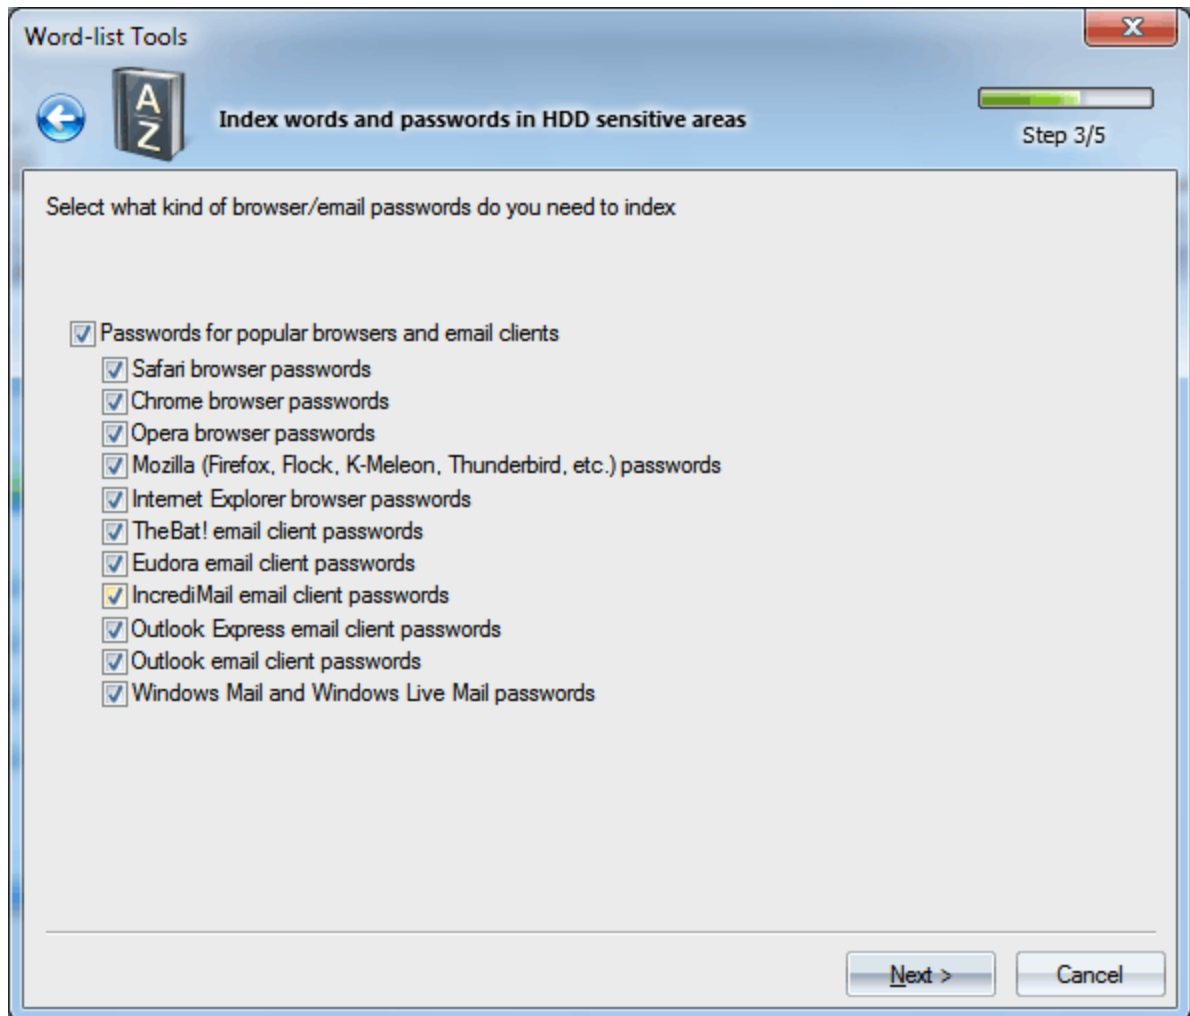 Word-list Tools
X
A
Z
Index words and passwords in HDD sensitive areas
Step 3/5
Select what kind of browser/email passwords do you need to index
Passwords for popular browsers and email clients
Safari browser passwords
Chrome browser passwords
Opera browser passwords
Mozilla (Firefox, Flock, K-Meleon, Thunderbird, etc.) passwords
Internet Explorer browser passwords
TheBat! email client passwords
Eudora email client passwords
IncrediMail email client passwords
Outlook Express email client passwords
Outlook email client passwords
Windows Mail and Windows Live Mail passwords
Next >
Cancel